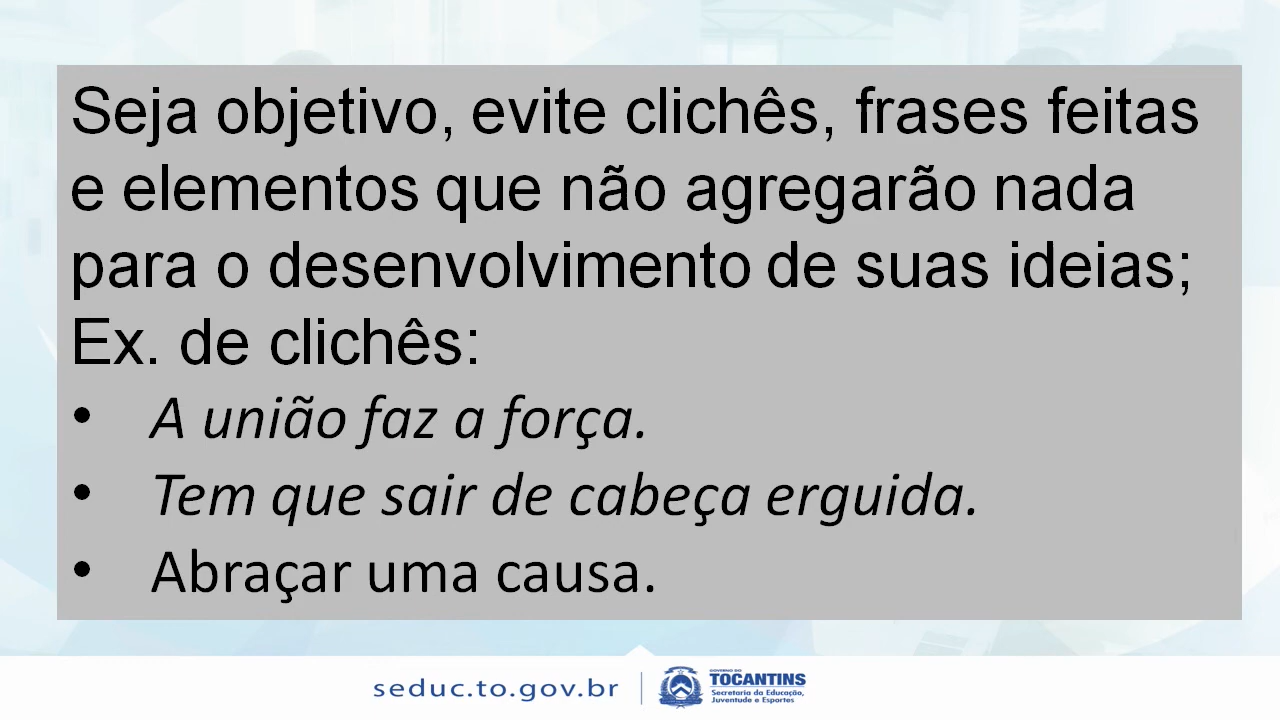 Seja objetivo, evite clichês, frases feitas
e elementos que não agregarão nada
para o desenvolvimento de suas ideias;
Ex. de clichês:
• A união faz a força.
• Tem que sair de cabeça erguida.
• Abraçar uma causa.
seduc.to.gov.br
GOVERNO DO
TOCANTINS
Secretaria da Educação,
Juventude e Esportes